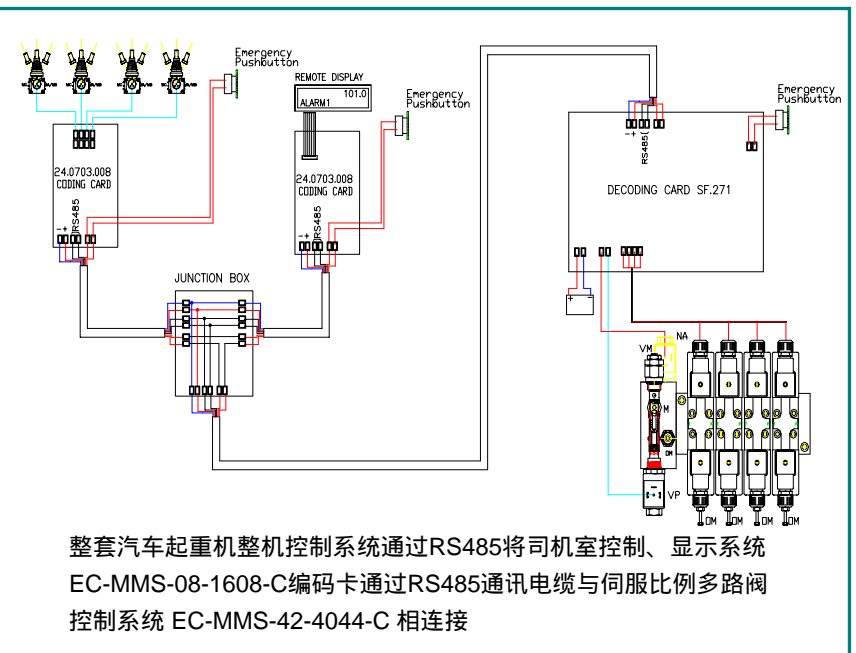 Emergency
Pushbutton
REMOTE DISPLAY
101.0
ALARM1
Emergency
Pushbutton
Emergency
Pushbutton
24.0703.008
CODING CARD
-+
RS485
24.0703.008
CODING CARD
-+
RS485
-+
RS485
DECODING CARD SF.271
JUNCTION BOX
+
-
NA
VM
M
DM
VP
DM
DM
DM
DM
整套汽车起重机整机控制系统通过RS485将司机室控制、显示系统
EC-MMS-08-1608-C编码卡通过RS485通讯电缆与伺服比例多路阀
控制系统 EC-MMS-42-4044-C 相连接